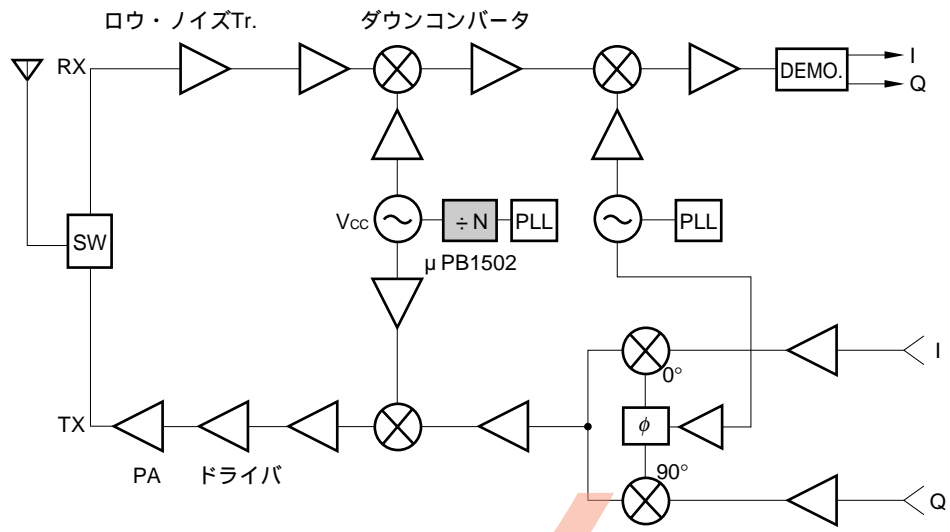 ロウ・ノイズTr.
ダウンコンバータ
RX
DEMO.
I
Q
SW
VCC
÷N
PLL
PLL
μPB1502
I
0°
TX
φ
PA
ドライバ
90°
Q